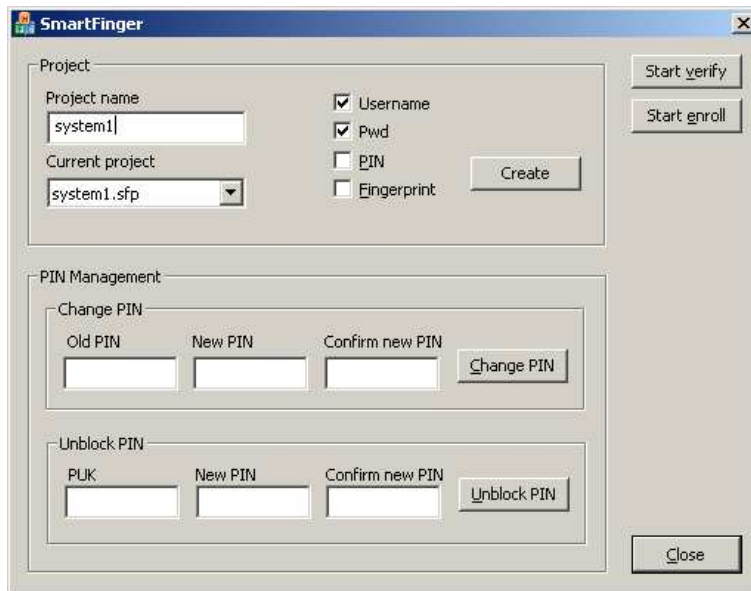 SmartFinger
Project
Project name
system1
Current project
system1.sfp
Username
Pwd
PIN
Fingerprint
Create
Start verify
Start enroll
PIN Management
Change PIN
Old PIN New PIN Confirm new PIN
Change PIN
Unblock PIN
PUK New PIN Confirm new PIN
Unblock PIN
Close